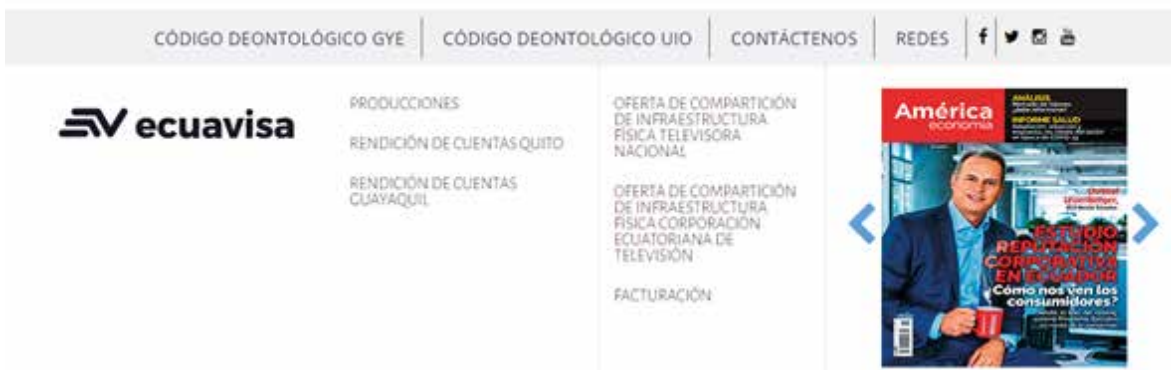 CÓDIGO DEONTOLÓGICO GYE
CÓDIGO DEONTOLÓGICO UIO
CONTÁCTENOS
REDES
ecuavisa
PRODUCCIONES
RENDICIÓN DE CUENTAS QUITO
RENDICIÓN DE CUENTAS
GUAYAQUIL
OFERTA DE COMPARTICIÓN
DE INFRAESTRUCTURA
FÍSICA TELEVISORA
NACIONAL
OFERTA DE COMPARTICIÓN
DE INFRAESTRUCTURA
FÍSICA CORPORACIÓN
ECUATORIANA DE
TELEVISIÓN
FACTURACIÓN
América
economía
ANÁLISIS
INFORME SALUD
ESTUDIO
REPUTACIÓN
CORPORATIVA
EN ECUADOR
Cómo nos ven los
consumidores?